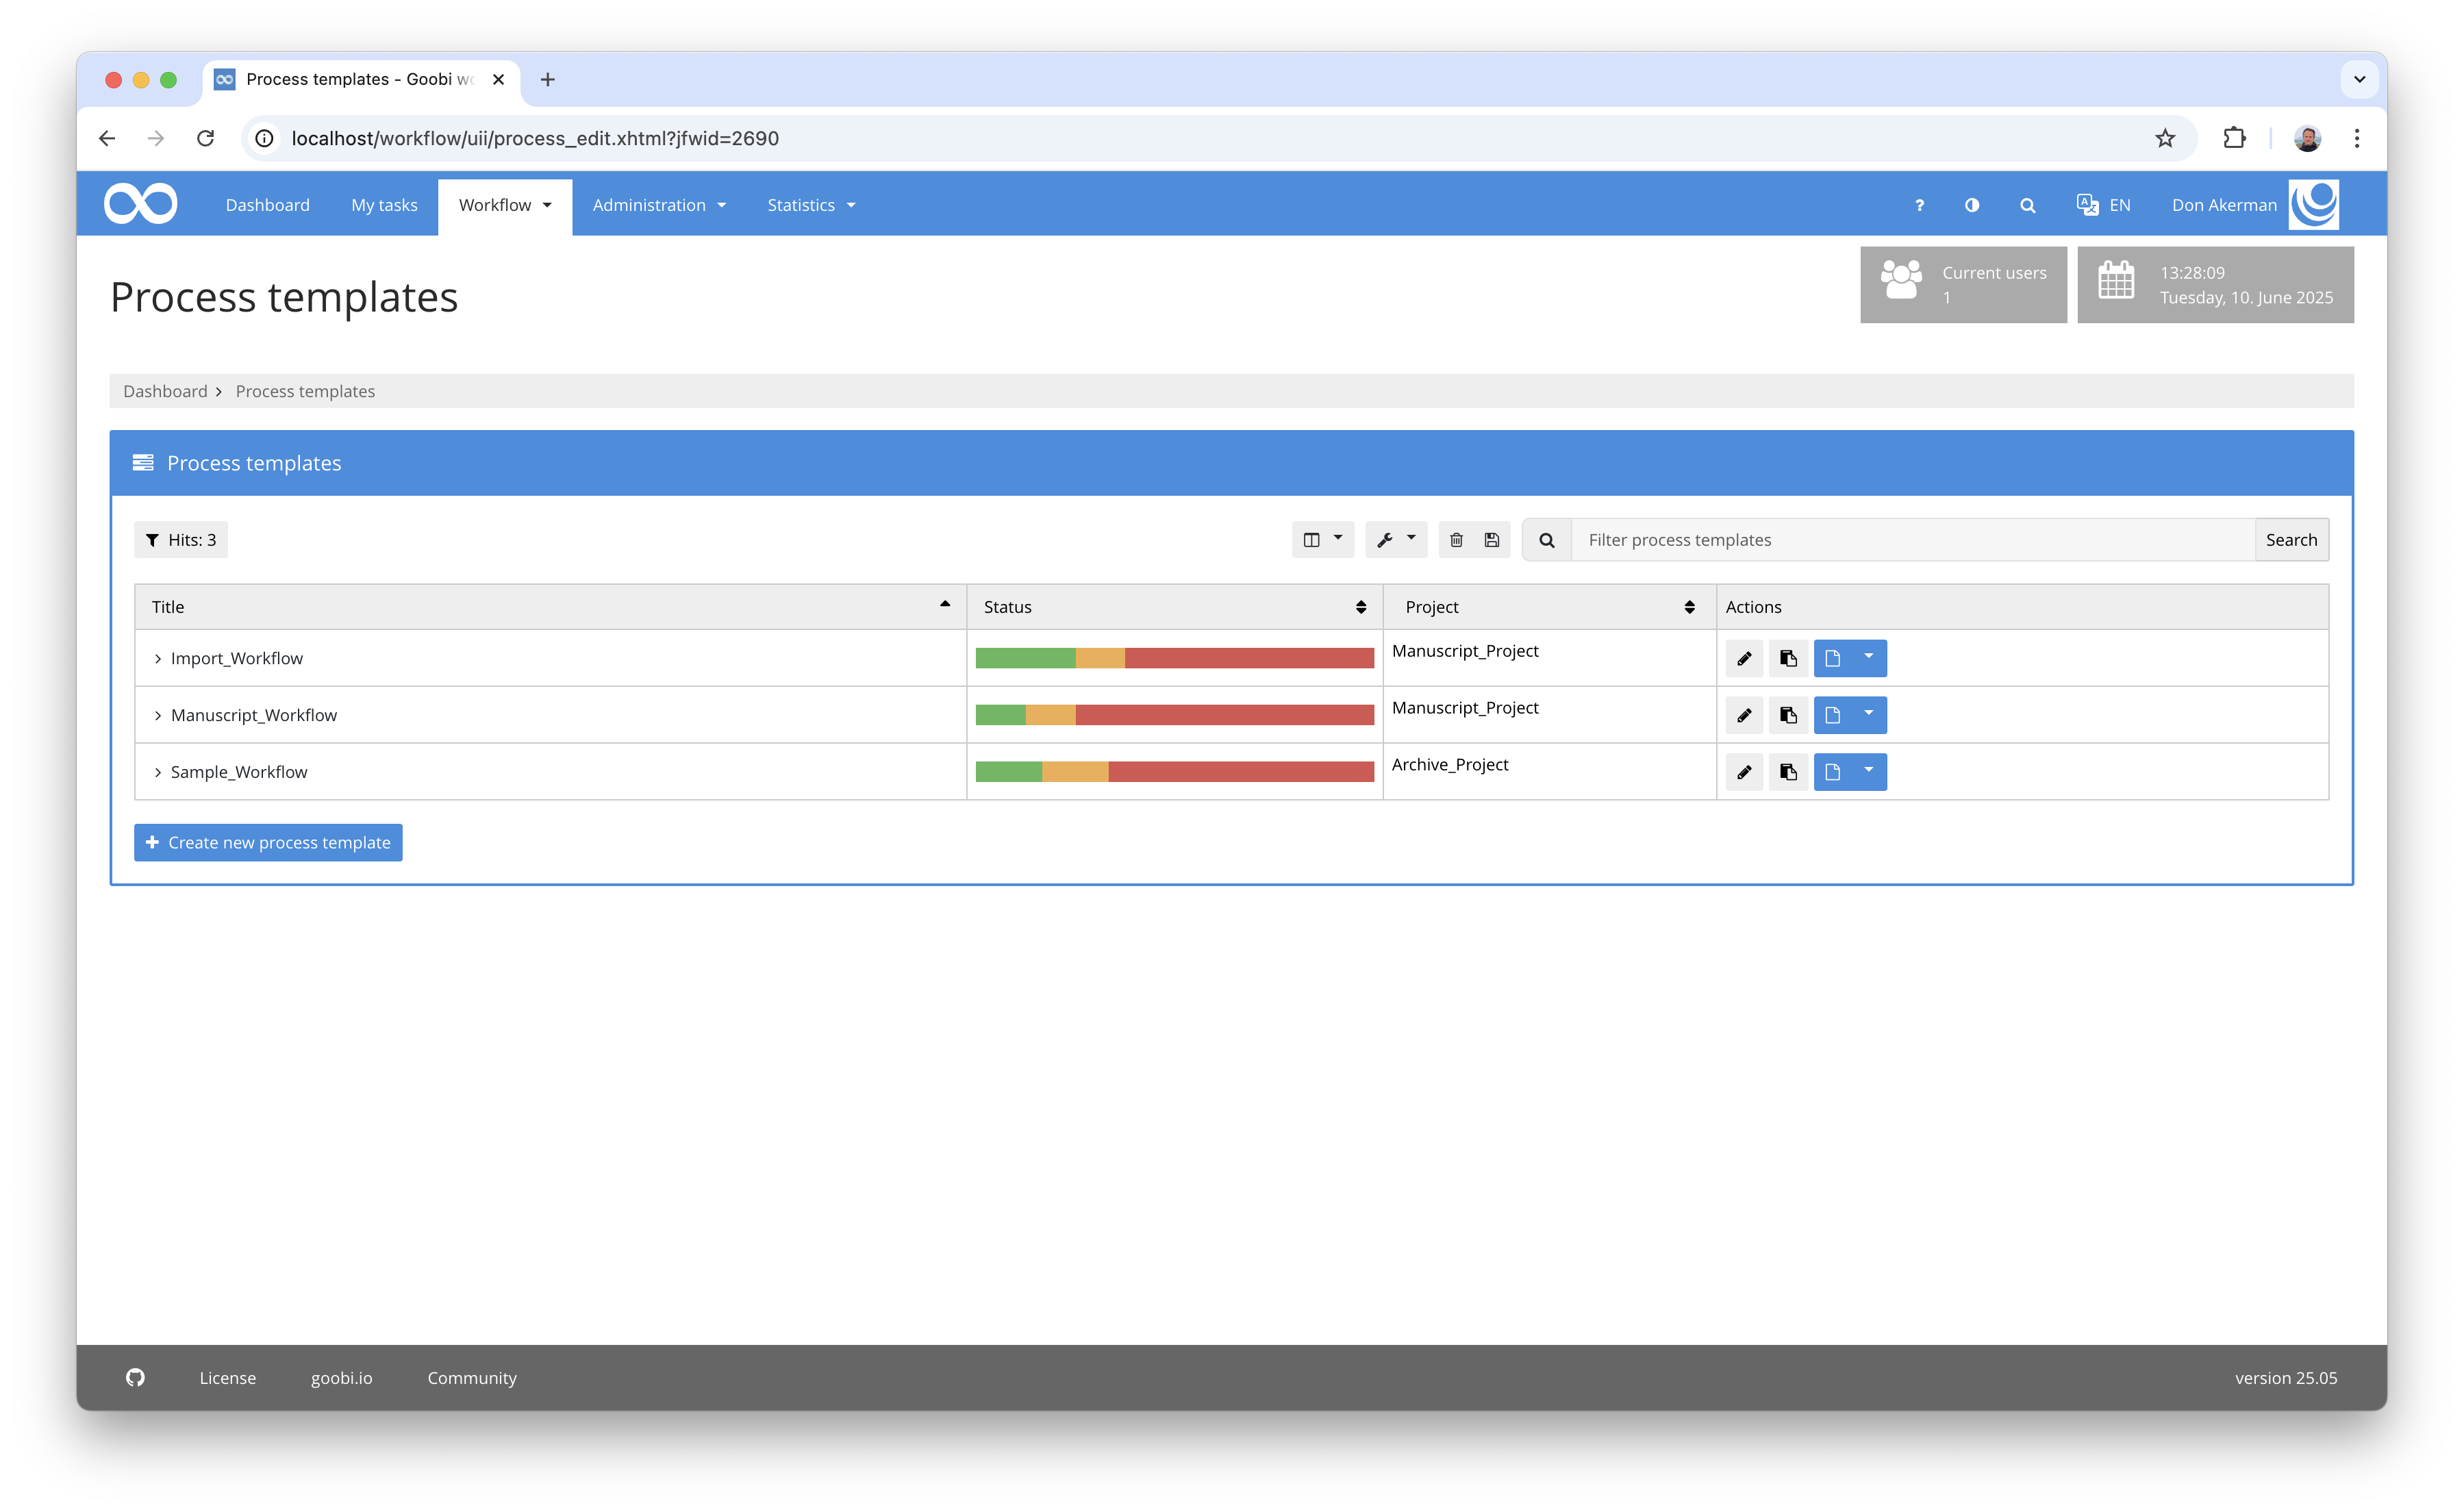 Process templates - Goobi wo
localhost/workflow/uii/process_edit.xhtml?jfwid=2690
Dashboard My tasks Workflow Administration Statistics ? EN Don Akerman
Process templates
Current users
1
13:28:09
Tuesday, 10. June 2025
Dashboard > Process templates
Process templates
Hits: 3 Filter process templates Search
Title Status Project Actions
Import_Workflow Manuscript_Project
Manuscript_Workflow Manuscript_Project
Sample_Workflow Archive_Project
Create new process template
License goobi.io Community version 25.05